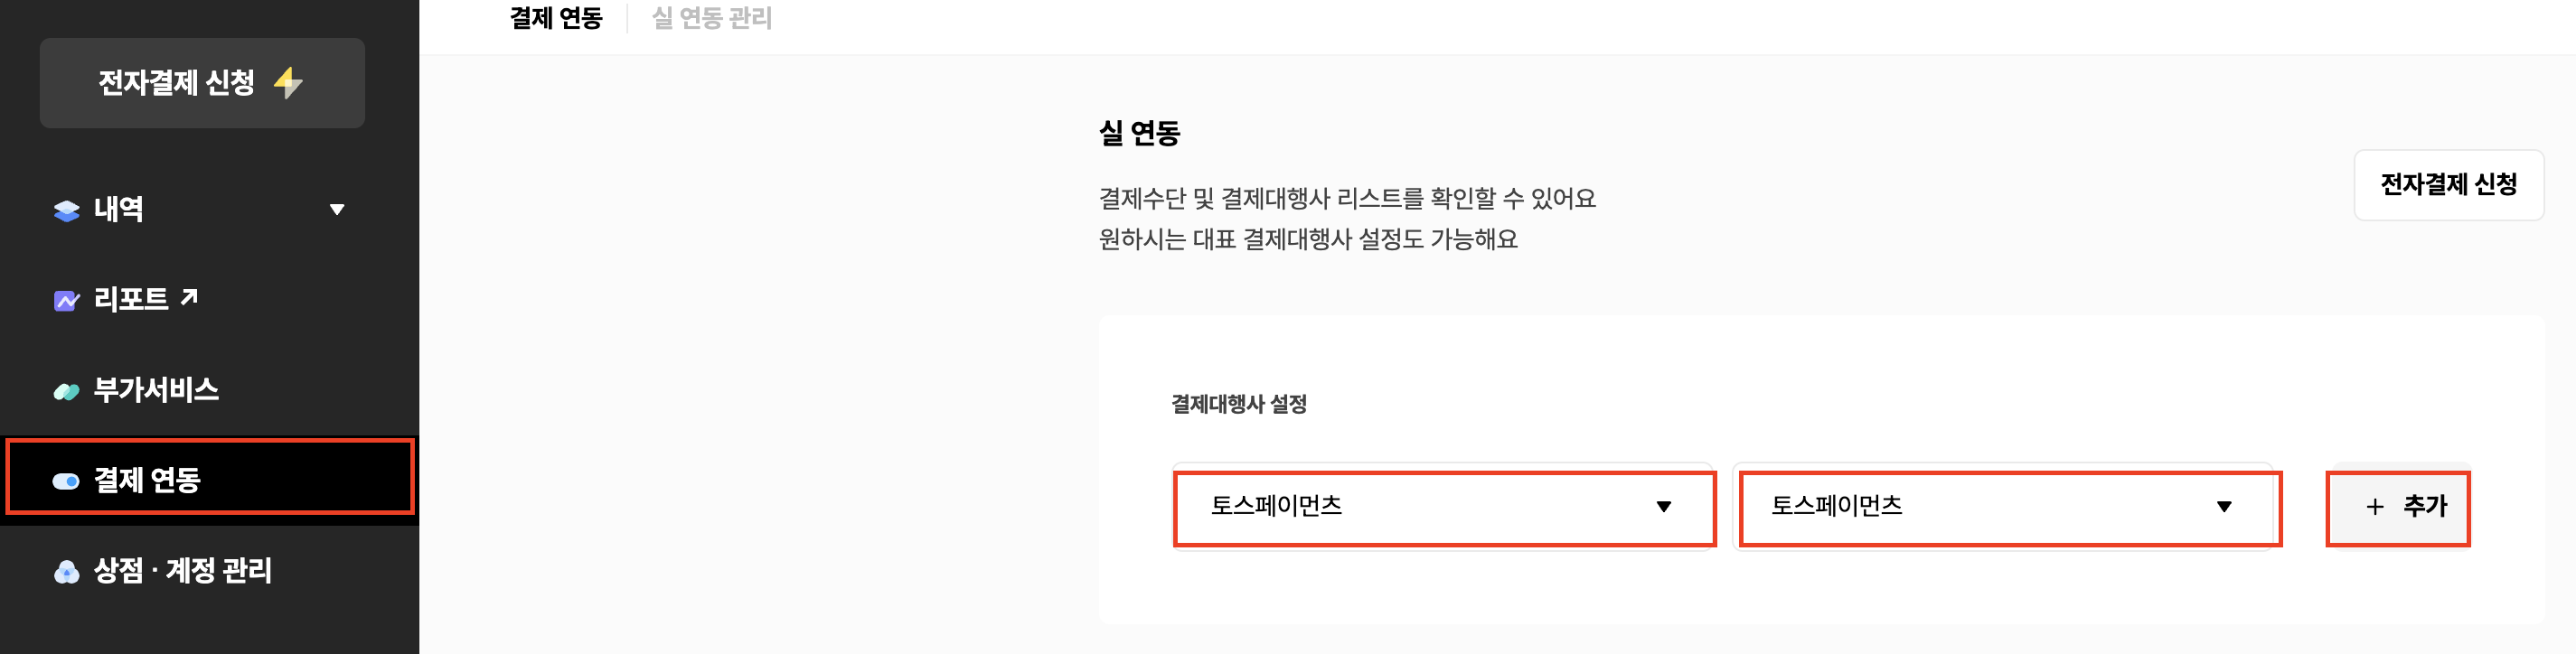 전자결제 신청
내역
리포트
부가서비스
결제 연동
상점 · 계정 관리
결제 연동
실 연동 관리
실 연동
결제수단 및 결제대행사 리스트를 확인할 수 있어요
원하시는 대표 결제대행사 설정도 가능해요
전자결제 신청
결제대행사 설정
토스페이먼츠
토스페이먼츠
+ 추가